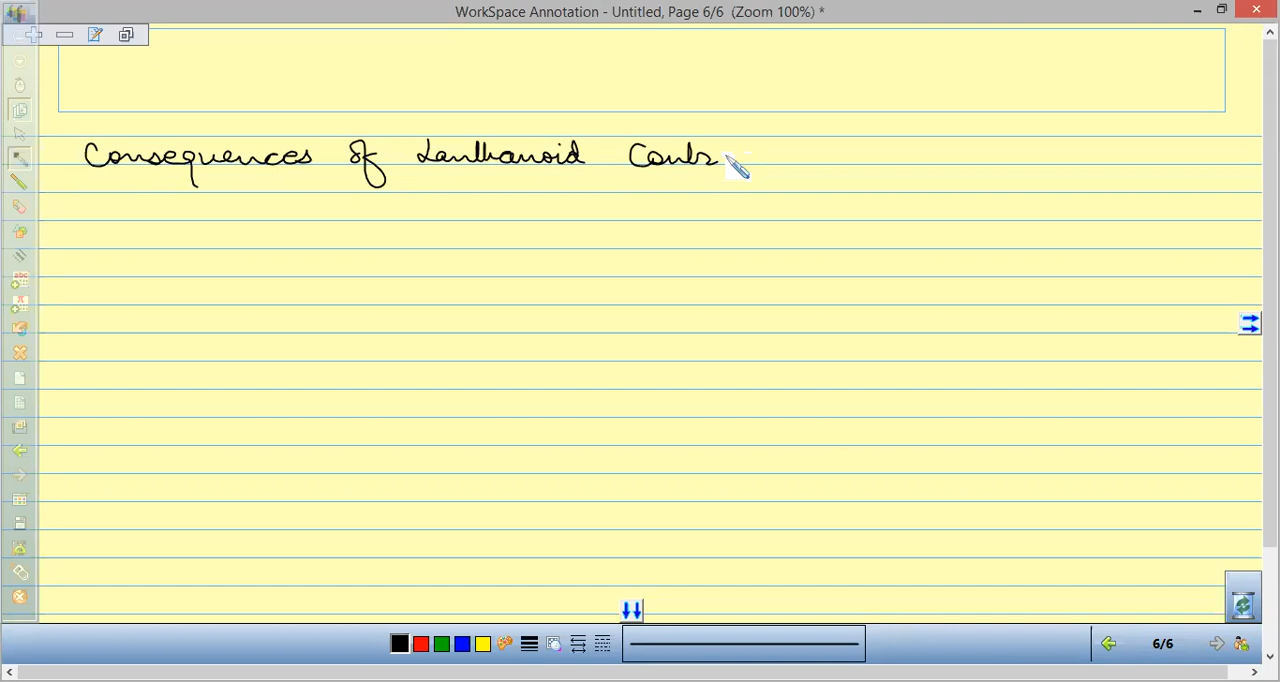 WorkSpace Annotation - Untitled, Page 6/6 (Zoom 100%) *
Consequences of Lanthanoid Contr
6/6